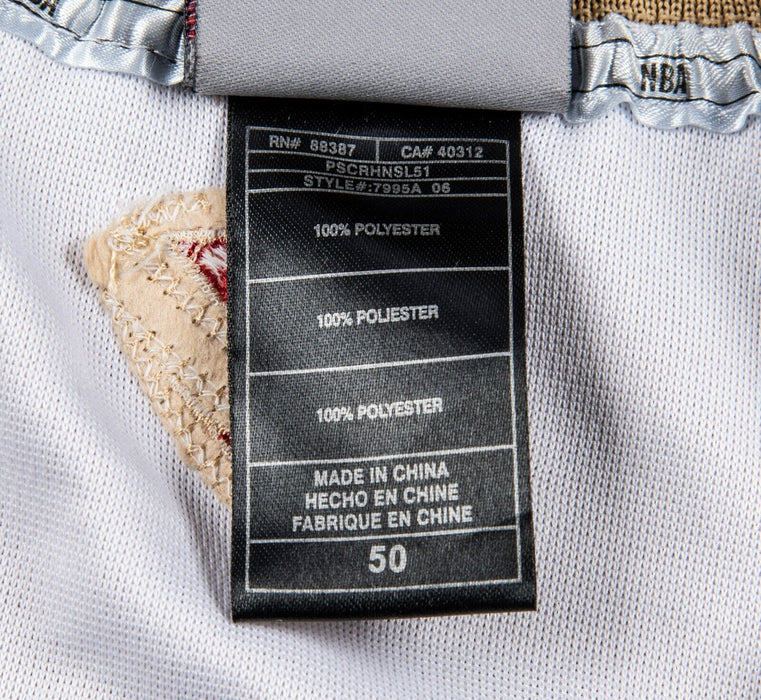 NBA
RN# 88387 CA# 40312
PSCRHNSL51
STYLE#:7995A 06
100% POLYESTER
100% POLIESTER
100% POLYESTER
MADE IN CHINA
HECHO EN CHINE
FABRIQUE EN CHINE
50